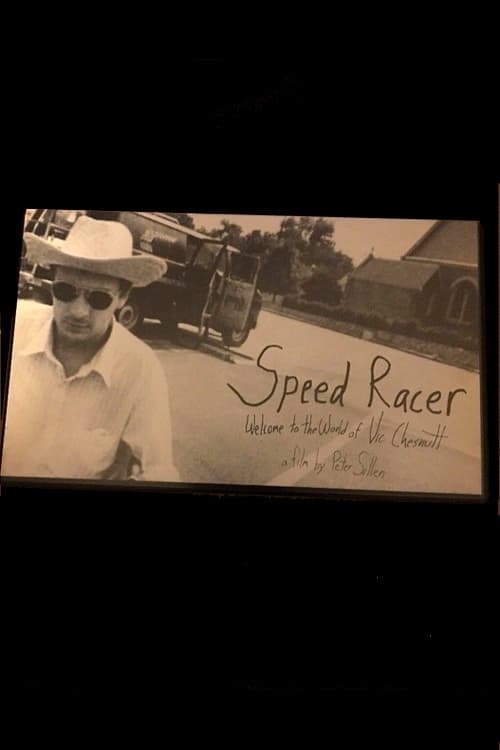 Speed Racer
Welcome to the World of Vic Chesnutt
a film by Peter Sillen